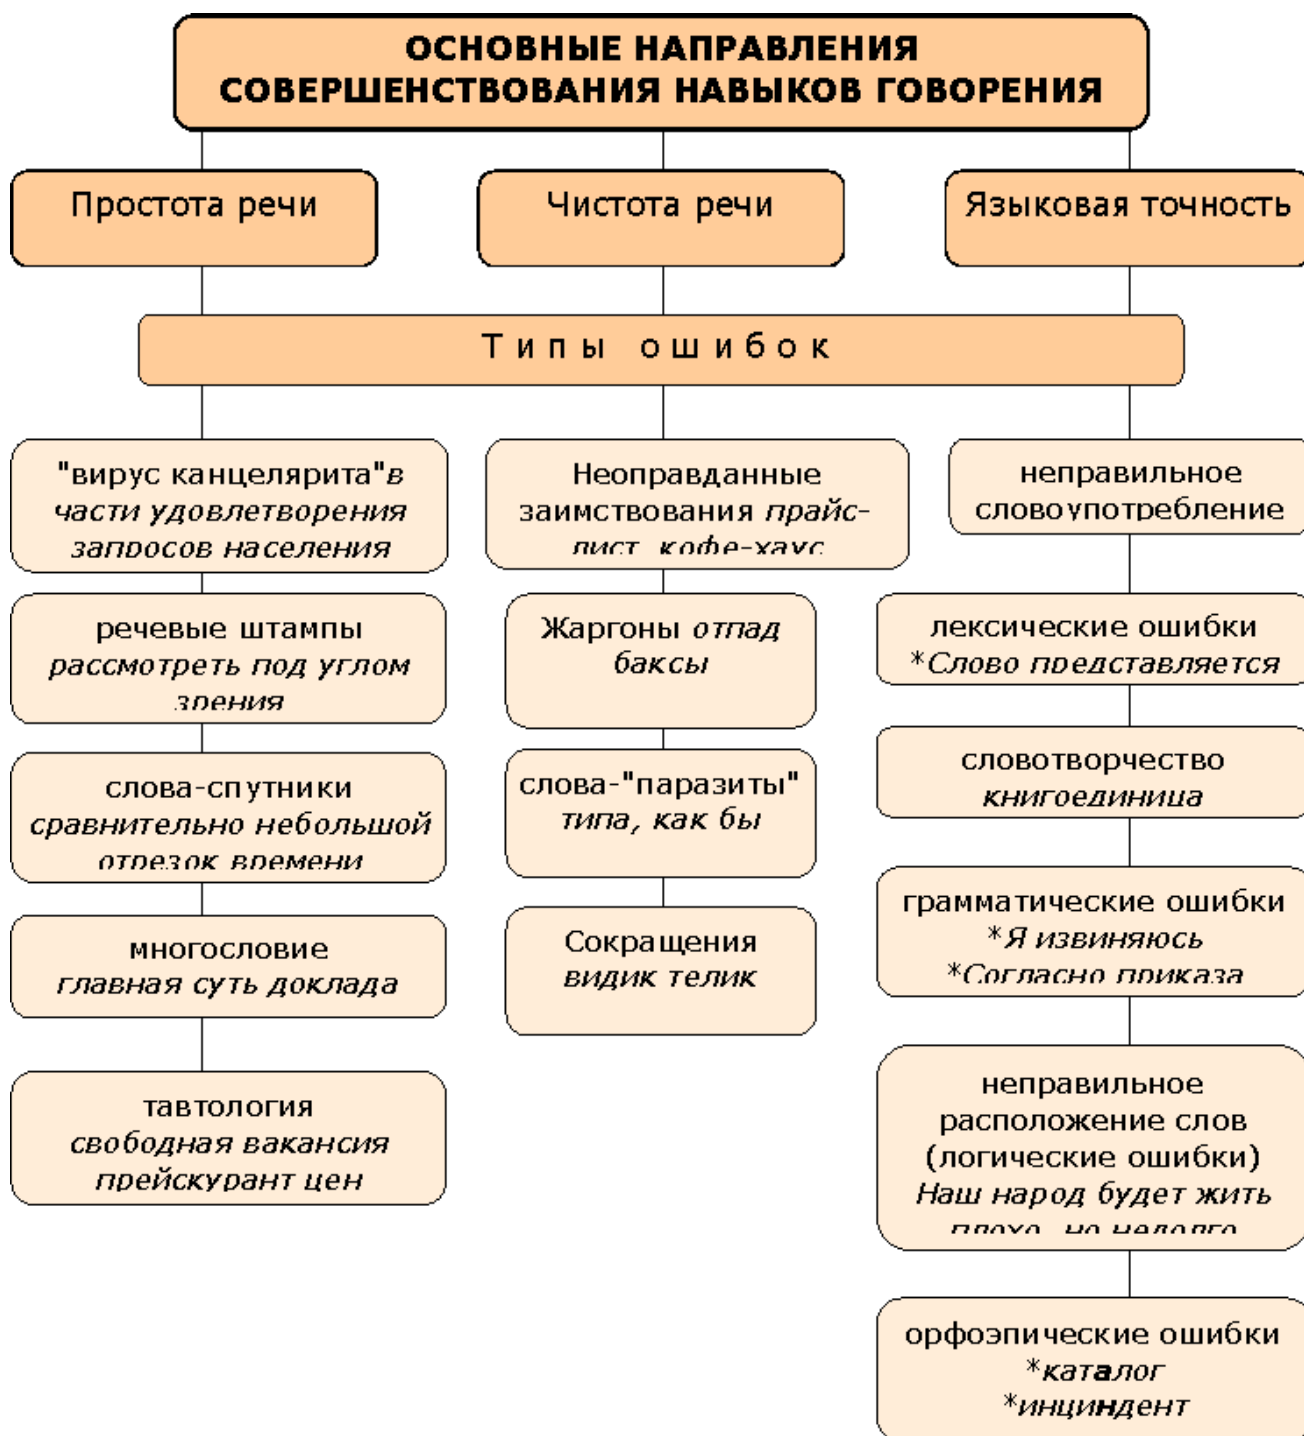 ОСНОВНЫЕ НАПРАВЛЕНИЯ
СОВЕРШЕНСТВОВАНИЯ НАВЫКОВ ГОВОРЕНИЯ
Простота речи
Чистота речи
Языковая точность
Типы ошибок
"вирус канцелярита"в
части удовлетворения
запросов населения
речевые штампы
рассмотреть под углом
зрения
слова-спутники
сравнительно небольшой
отрезок времени
многословие
главная суть доклада
тавтология
свободная вакансия
прейскурант цен
Неоправданные
заимствования прайс-
лист кофе-хаус
Жаргоны отпад
баксы
слова-"паразиты"
типа, как бы
Сокращения
видик телик
неправильное
словоупотребление
лексические ошибки
*Слово представляется
словотворчество
книгоединица
грамматические ошибки
*Я извиняюсь
*Согласно приказа
неправильное
расположение слов
(логические ошибки)
Наш народ будет жить
плохо, но недолго
орфоэпические ошибки
*каталог
*инциндент